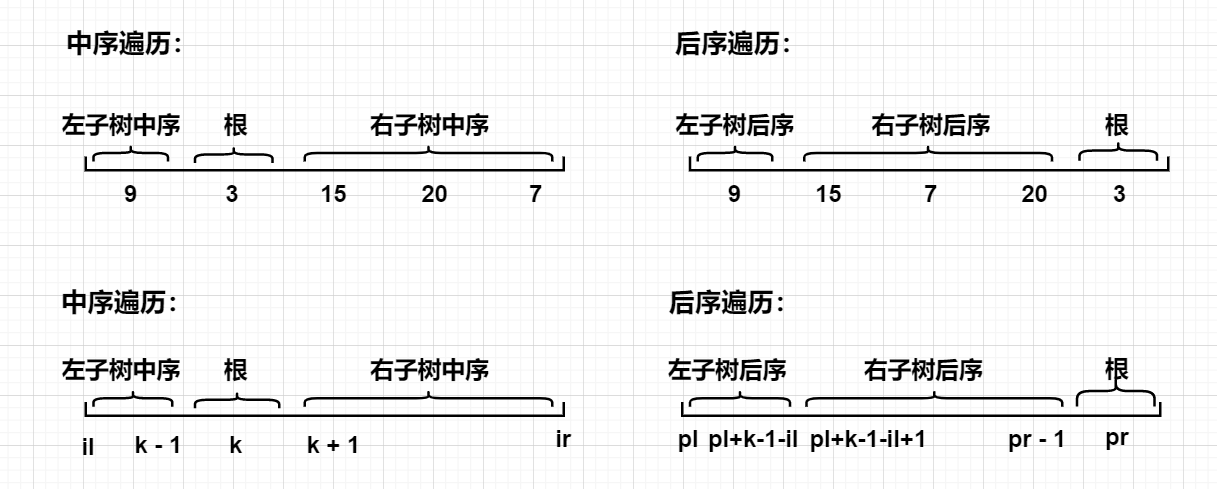 中序遍历：
后序遍历：
左子树中序 根 右子树中序
左子树后序 右子树后序 根
9 3 15 20 7
9 15 7 20 3
中序遍历：
后序遍历：
左子树中序 根 右子树中序
左子树后序 右子树后序 根
il k - 1 k k + 1 ir
pl pl+k-1-il pl+k-1-il+1 pr - 1 pr